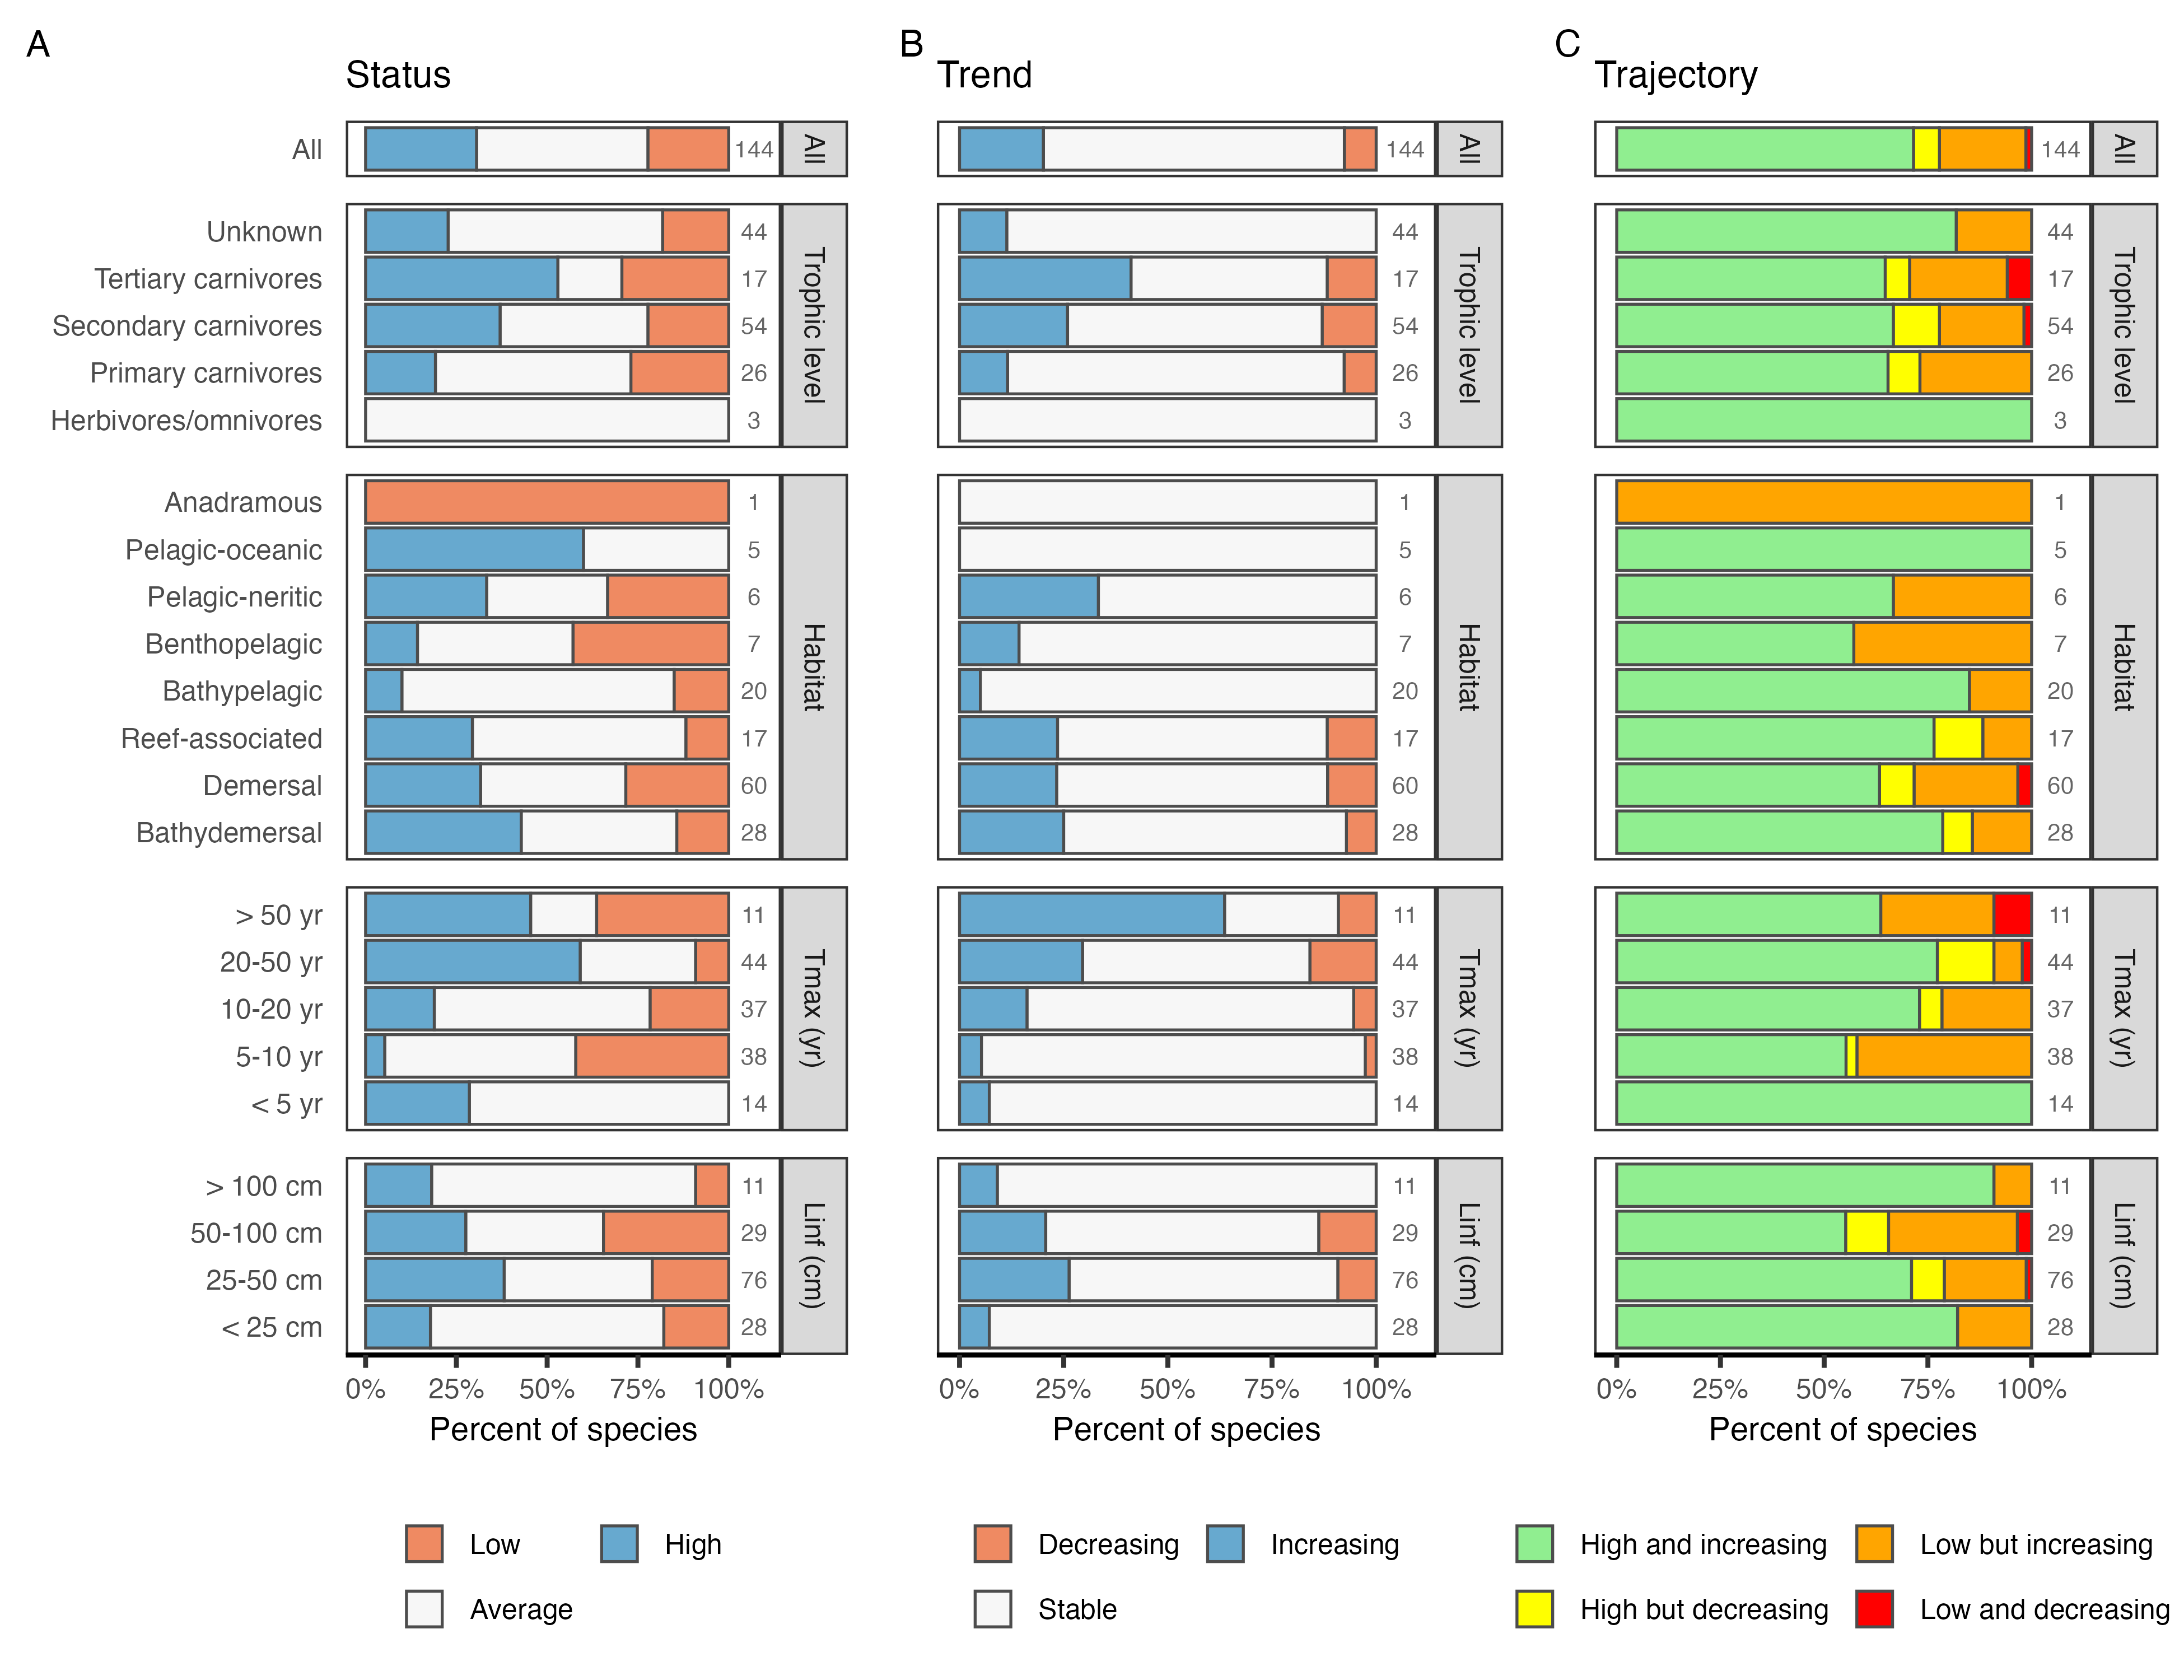 A
B
C
Status
Trend
Trajectory
All
144
All
144
All
144
All
Unknown
44
44
44
Tertiary carnivores
17
17
17
Secondary carnivores
54
54
54
Primary carnivores
26
26
26
Herbivores/omnivores
3
3
3
Trophic level
Trophic level
Trophic level
Anadramous
1
1
1
Pelagic-oceanic
5
5
5
Pelagic-neritic
6
6
6
Benthopelagic
7
7
7
Bathypelagic
20
20
20
Reef-associated
17
17
17
Demersal
60
60
60
Bathydemersal
28
28
28
Habitat
Habitat
Habitat
> 50 yr
11
11
11
20-50 yr
44
44
44
10-20 yr
37
37
37
5-10 yr
38
38
38
< 5 yr
14
14
14
Tmax (yr)
Tmax (yr)
Tmax (yr)
> 100 cm
11
11
11
50-100 cm
29
29
29
25-50 cm
76
76
76
< 25 cm
28
28
28
Linf (cm)
Linf (cm)
Linf (cm)
0% 25% 50% 75% 100%
0% 25% 50% 75% 100%
0% 25% 50% 75% 100%
Percent of species
Percent of species
Percent of species
Low
High
Average
Decreasing
Increasing
Stable
High and increasing
Low but increasing
High but decreasing
Low and decreasing